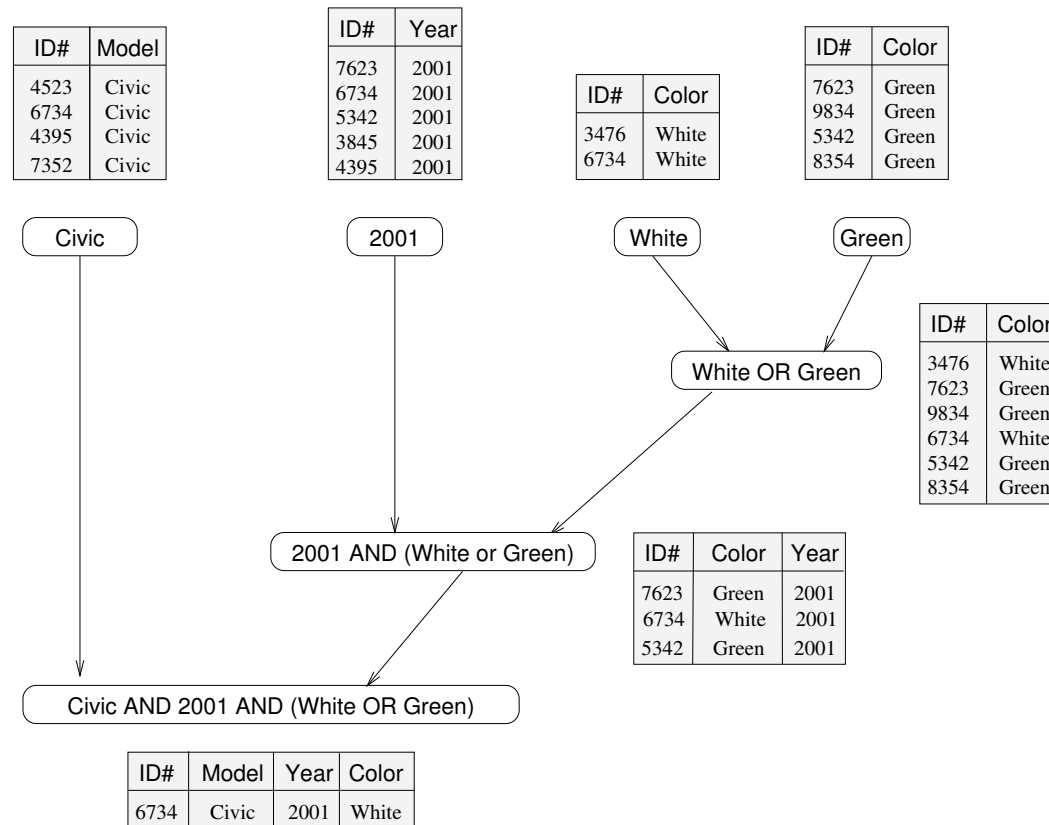 ID# Model
4523 Civic
6734 Civic
4395 Civic
7352 Civic
ID# Year
7623 2001
6734 2001
5342 2001
3845 2001
4395 2001
ID# Color
3476 White
6734 White
ID# Color
7623 Green
9834 Green
5342 Green
8354 Green
Civic
2001
White
Green
White OR Green
ID# Color
3476 White
7623 Green
9834 Green
6734 White
5342 Green
8354 Green
2001 AND (White or Green)
ID# Color Year
7623 Green 2001
6734 White 2001
5342 Green 2001
Civic AND 2001 AND (White OR Green)
ID# Model Year Color
6734 Civic 2001 White